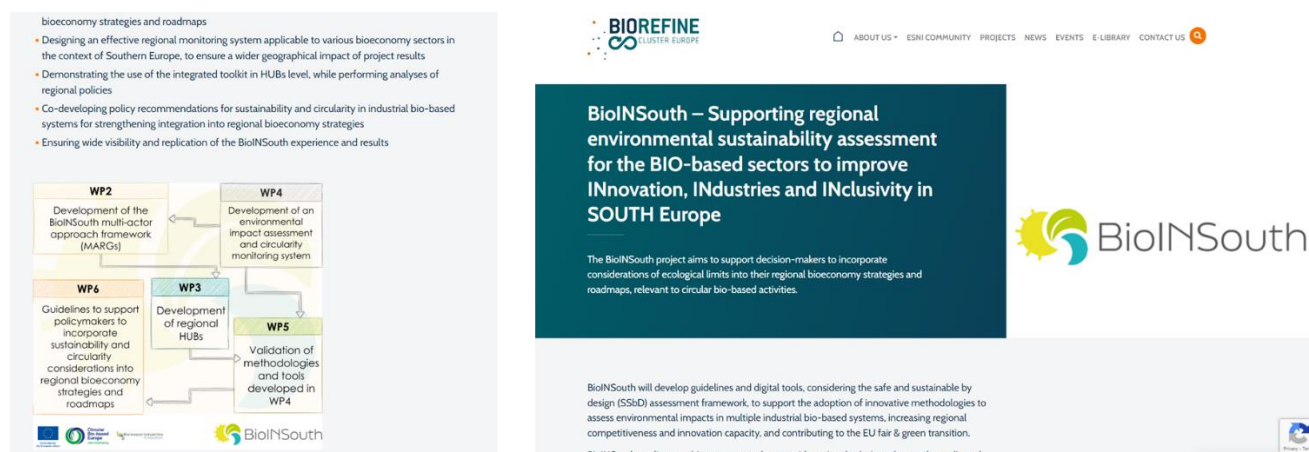 bioeconomy strategies and roadmaps
• Designing an effective regional monitoring system applicable to various bioeconomy sectors in
the context of Southern Europe, to ensure a wider geographical impact of project results
• Demonstrating the use of the integrated toolkit in HUBs level, while performing analyses of
regional policies
• Co-developing policy recommendations for sustainability and circularity in industrial bio-based
systems for strengthening integration into regional bioeconomy strategies
• Ensuring wide visibility and replication of the BioINSouth experience and results
WP2
Development of the
BioINSouth multi-actor
approach framework
(MARGs)
WP4
Development of an
environmental
impact assessment
and circularity
monitoring system
WP6
Guidelines to support
policymakers to
incorporate
sustainability and
circularity
considerations into
regional bioeconomy
strategies and
roadmaps
WP3
Development
of regional
HUBs
WP5
Validation of
methodologies
and tools
developed in
WP4
Circular
Bio-based
Europe
BioINSouth
BIOREFINE
CLUSTER EUROPE
ABOUT US ESNI COMMUNITY PROJECTS NEWS EVENTS E-LIBRARY CONTACT US
BioINSouth – Supporting regional
environmental sustainability assessment
for the BIO-based sectors to improve
INnovation, INdustries and INclusivity in
SOUTH Europe
The BioINSouth project aims to support decision-makers to incorporate
considerations of ecological limits into their regional bioeconomy strategies and
roadmaps, relevant to circular bio-based activities.
BioINSouth
BioINSouth will develop guidelines and digital tools, considering the safe and sustainable by
design (SSbD) assessment framework, to support the adoption of innovative methodologies to
assess environmental impacts in multiple industrial bio-based systems, increasing regional
competitiveness and innovation capacity, and contributing to the EU fair & green transition.